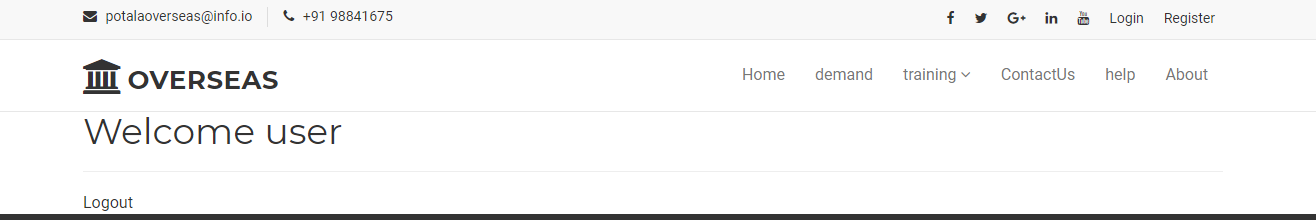 potalaoverseas@info.io +91 98841675 Login Register
OVERSEAS Home demand training ContactUs help About
Welcome user
Logout